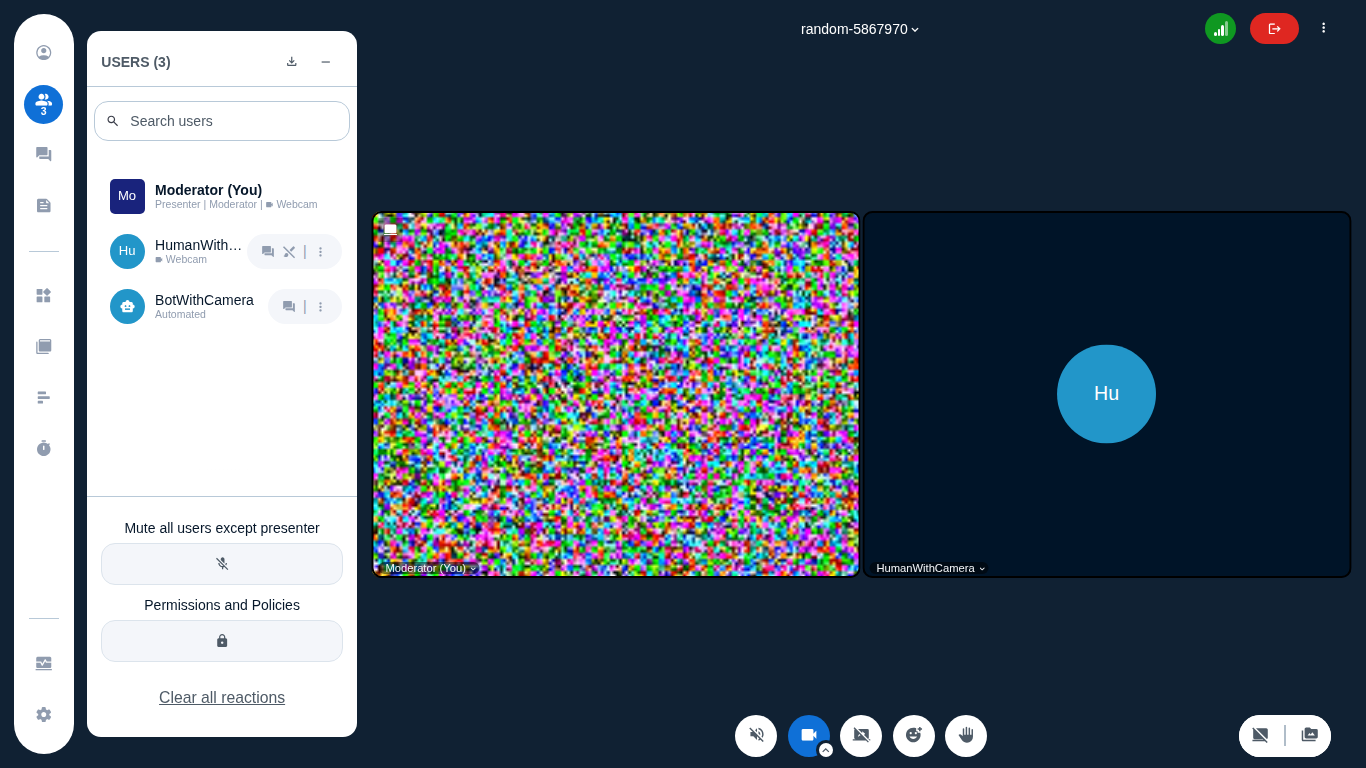 random-5867970
USERS (3)
3
Search users
Mo
Moderator (You)
Presenter | Moderator | Webcam
Hu
HumanWith…
Webcam
BotWithCamera
Automated
Hu
Moderator (You)
HumanWithCamera
Mute all users except presenter
Permissions and Policies
Clear all reactions